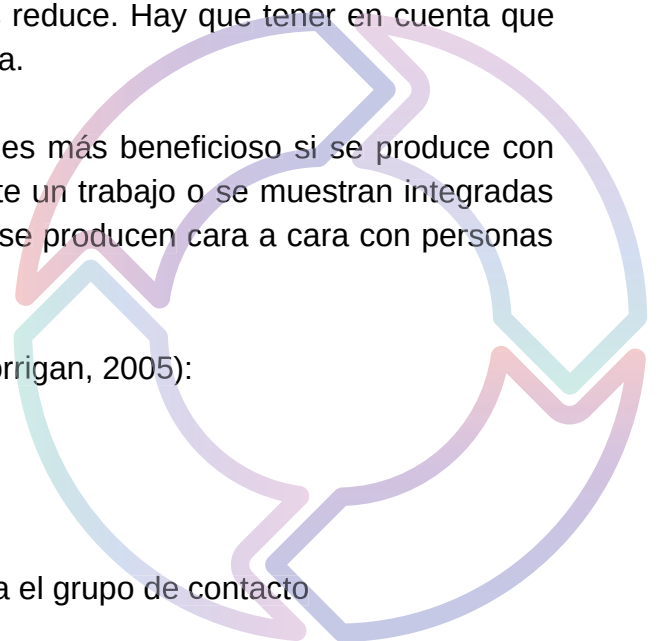 reduce. Hay que tener en cuenta que
a.
es más beneficioso si se produce con
te un trabajo o se muestran integradas
se producen cara a cara con personas
orrigan, 2005):
a el grupo de contacto